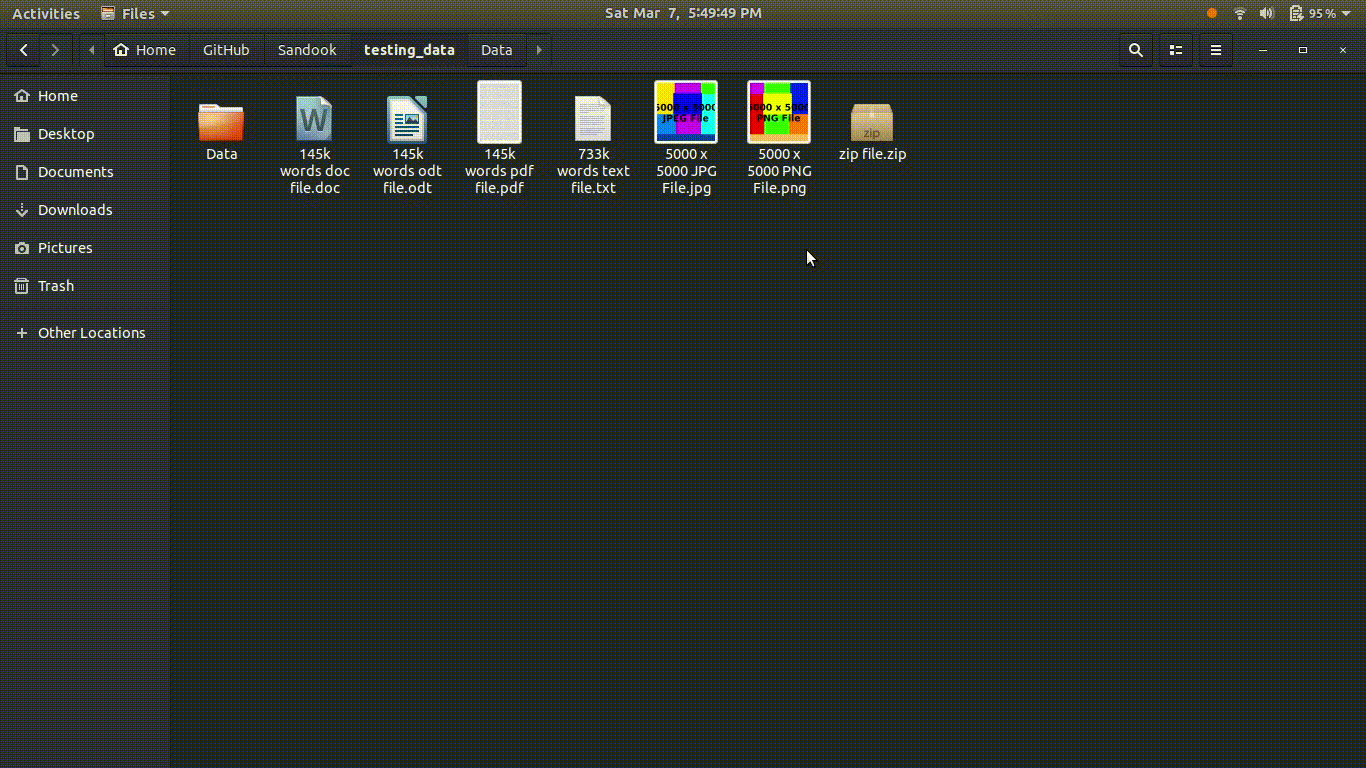 Activities Files Sat Mar 7, 5:49:49 PM 95%
Home GitHub Sandook testing_data Data
Home
Desktop
Documents
Downloads
Pictures
Trash
Other Locations
Data
145k
words doc
file.doc
145k
words odt
file.odt
145k
words pdf
file.pdf
733k
words text
file.txt
5000 x
5000 JPG
File.jpg
5000 x
5000 PNG
File.png
zip file.zip
W
5000 x 5000
JPEG File
5000 x 5000
PNG File
zip